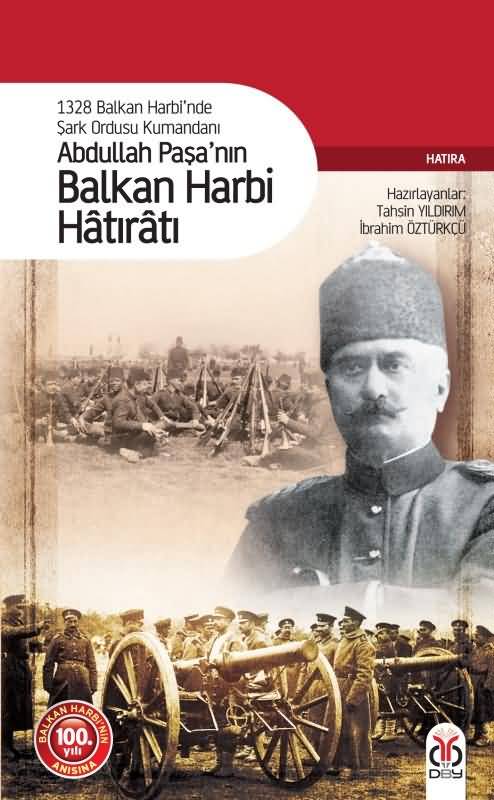 1328 Balkan Harbi'nde
Şark Ordusu Kumandanı
Abdullah Paşa'nın
Balkan Harbi
Hâtırâtı
HATIRA
Hazırlayanlar:
Tahsin YILDIRIM
İbrahim ÖZTÜRKÇÜ
BALKAN HARBİ'NİN
100.
yılı
ANISINA
DBY